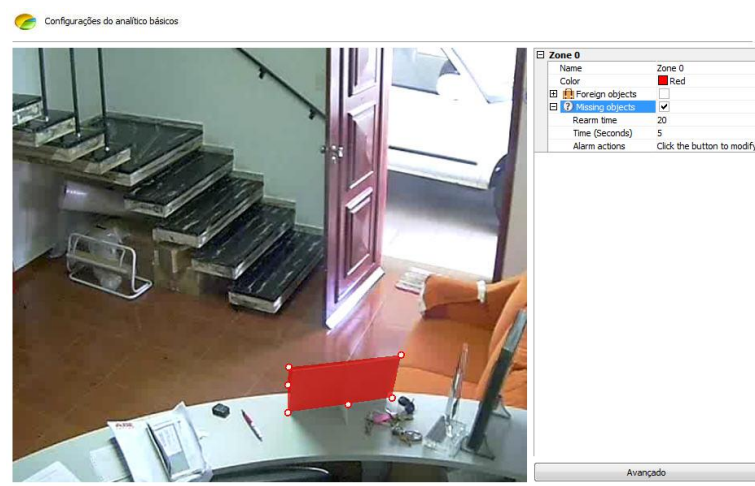 Configurações do analítico básicos
Zone 0
Name Zone 0
Color Red
Foreign objects
Missing objects
Rearm time 20
Time (Seconds) 5
Alarm actions Click the button to modify
Avançado